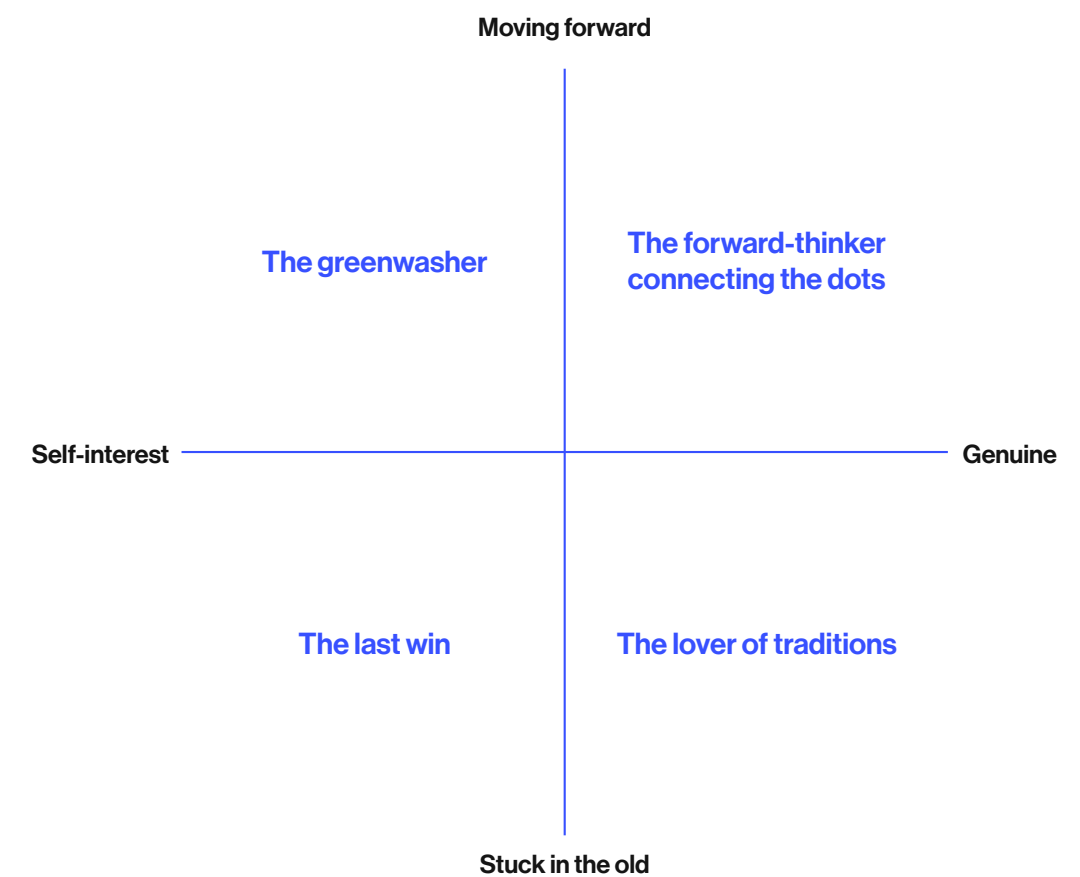 Moving forward
The greenwasher
The forward-thinker
connecting the dots
Self-interest
Genuine
The last win
The lover of traditions
Stuck in the old